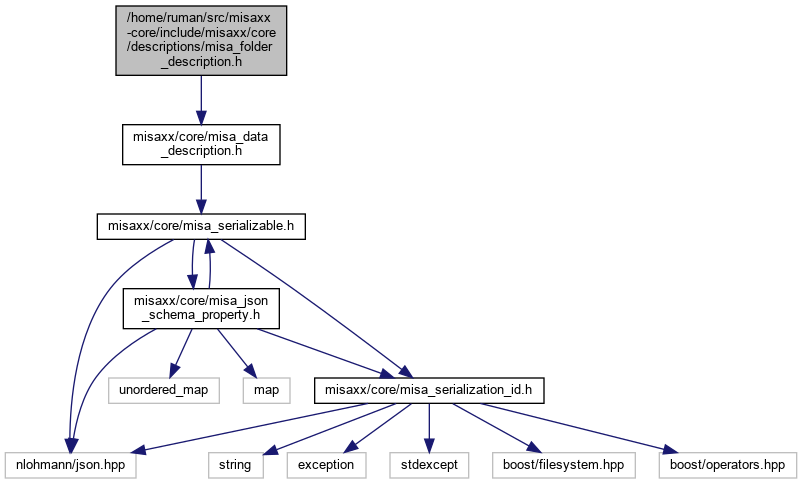 /home/ruman/src/misaxx
-core/include/misaxx/core
/descriptions/misa_folder
_description.h
misaxx/core/misa_data
_description.h
misaxx/core/misa_serializable.h
misaxx/core/misa_json
_schema_property.h
unordered_map
map
misaxx/core/misa_serialization_id.h
nlohmann/json.hpp
string
exception
stdexcept
boost/filesystem.hpp
boost/operators.hpp